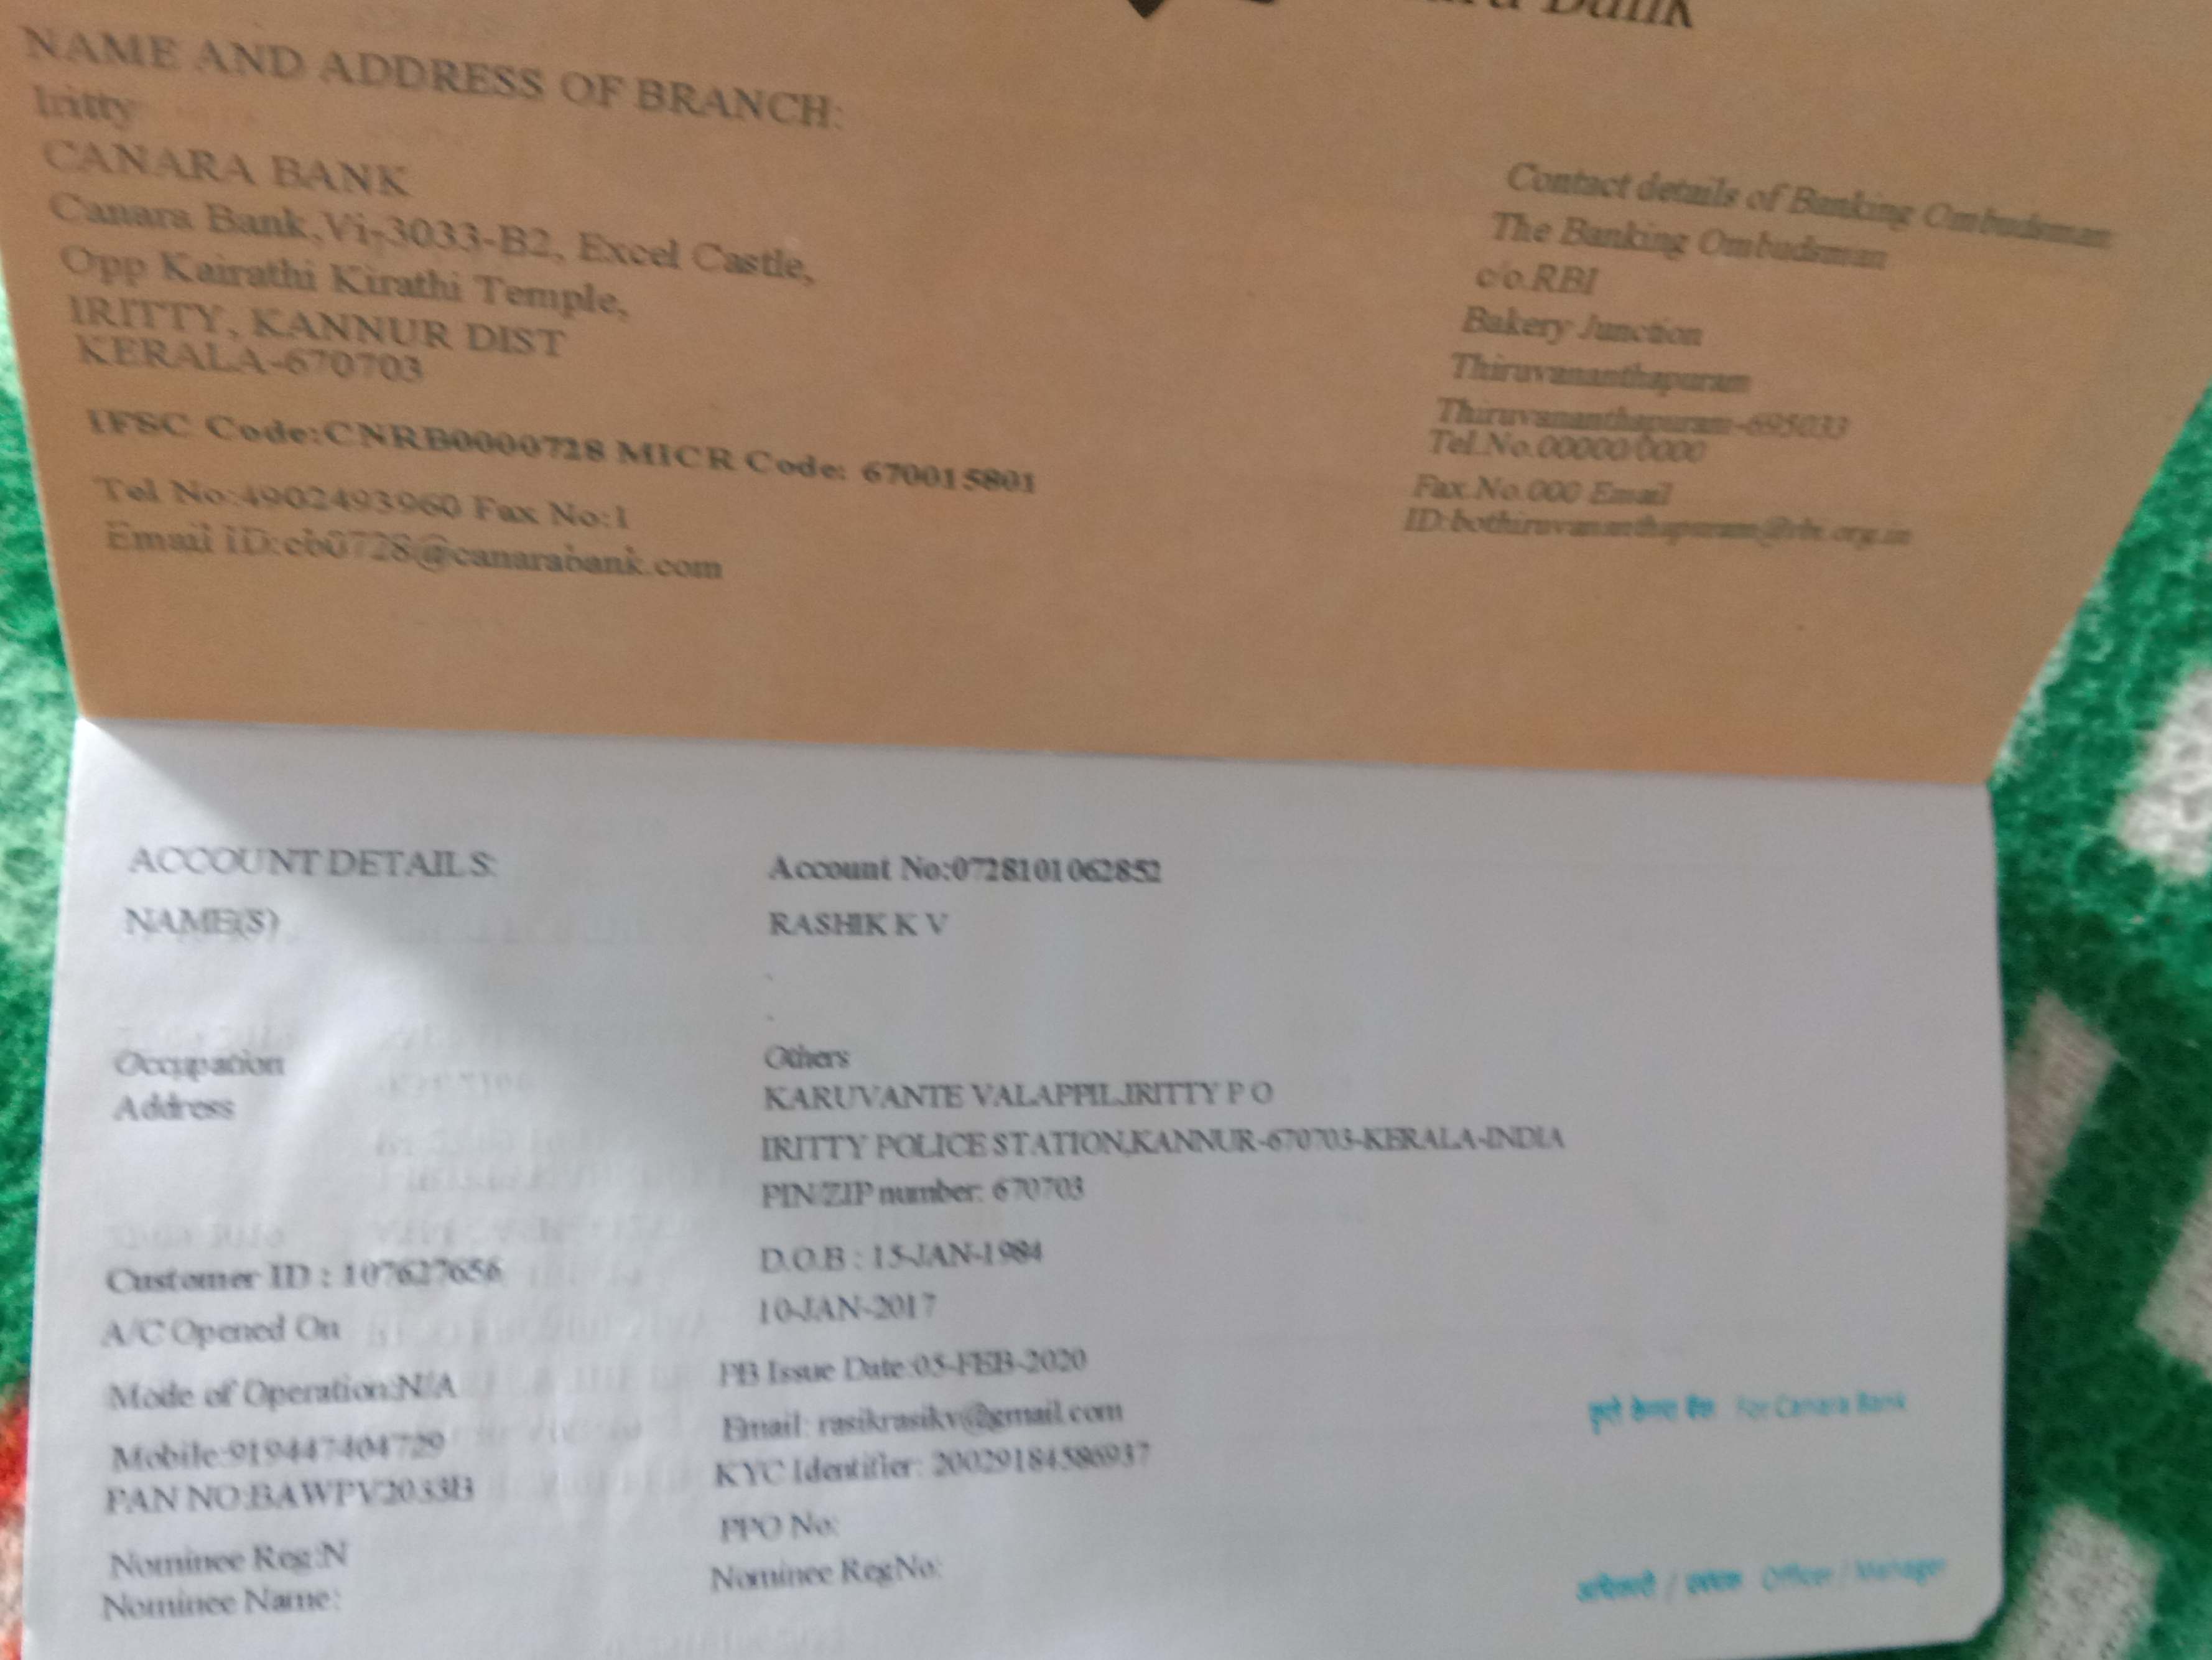 Bank
NAME AND ADDRESS OF BRANCH:
Iritty
CANARA BANK
Canara Bank,Vi-3033-B2, Excel Castle,
Opp Kairathi Kirathi Temple,
IRITTY, KANNUR DIST
KERALA-670703
IFSC Code:CNRB0000728 MICR Code: 670015801
Tel No:4902493960 Fax No:1
Email ID:cb0728@canarabank.com
Contact details of Banking Ombudsman
The Banking Ombudsman
c/o.RBI
Bakery Junction
Thiruvananthapuram
Thiruvananthapuram-695033
Tel.No.00000/0000
Fax.No.000 Email
ID:bothiruvananthapuram@rbi.org.in
ACCOUNT DETAILS: Account No:0728101062852
NAME(S) RASHIK K V
Occupation Others
Address KARUVANTE VALAPPIL,IRITTY P O
IRITTY POLICE STATION,KANNUR-670703-KERALA-INDIA
PIN/ZIP number: 670703
Customer ID : 107627656 D.O.B : 15-JAN-1984
A/C Opened On 10-JAN-2017
Mode of Operation:N/A PB Issue Date:05-FEB-2020
Mobile:919447404729 Email: rasikrasikv@gmail.com
PAN NO:BAWPV2033B KYC Identifier: 20029184586937
Nominee Reg:N PPO No:
Nominee Name: Nominee RegNo:
कृते केनरा बैंक For Canara Bank
अधिकारी / प्रबंधक Officer / Manager